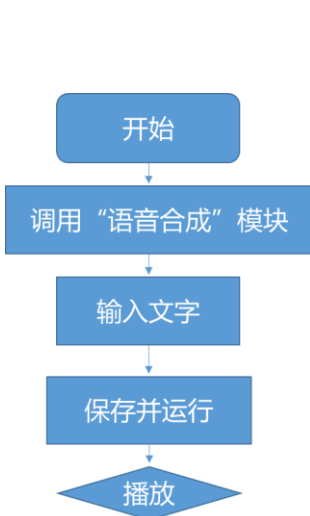 开始
调用“语音合成”模块
输入文字
保存并运行
播放